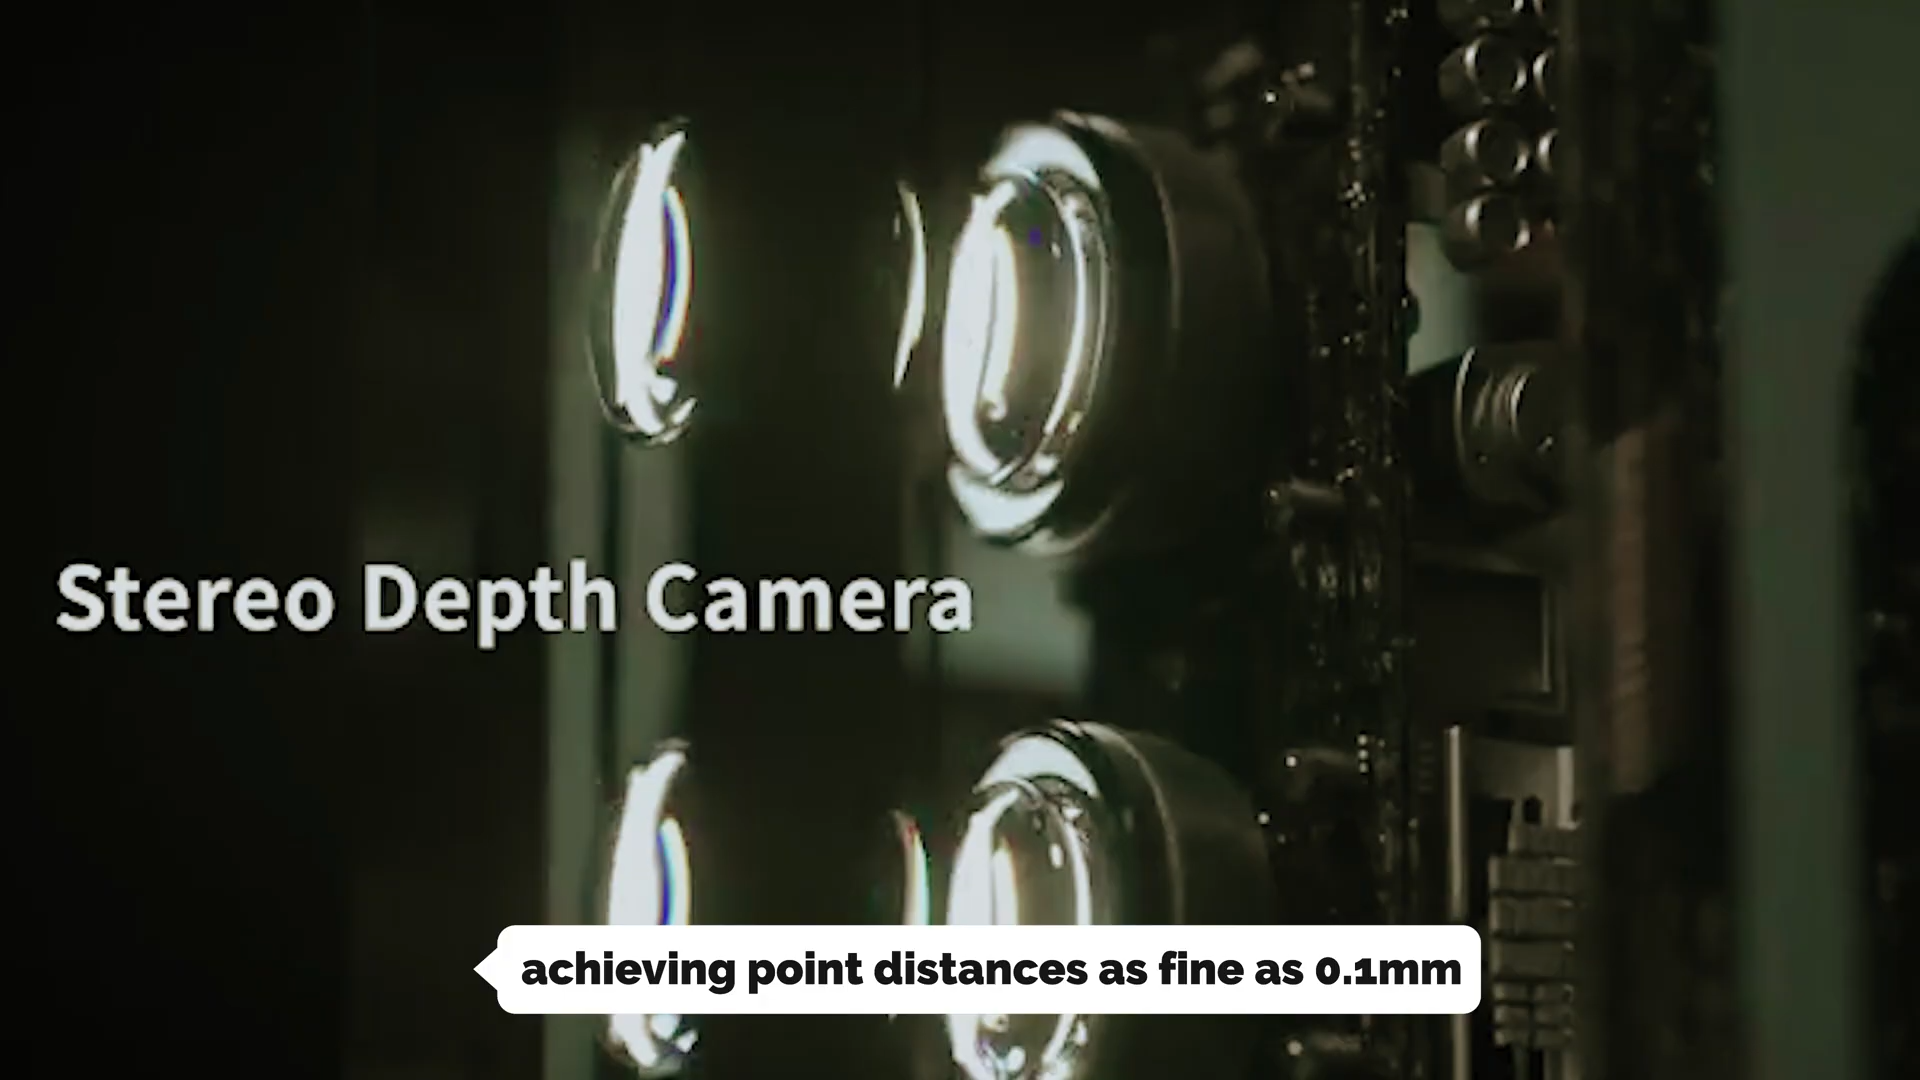 Stereo Depth Camera
achieving point distances as fine as 0.1mm